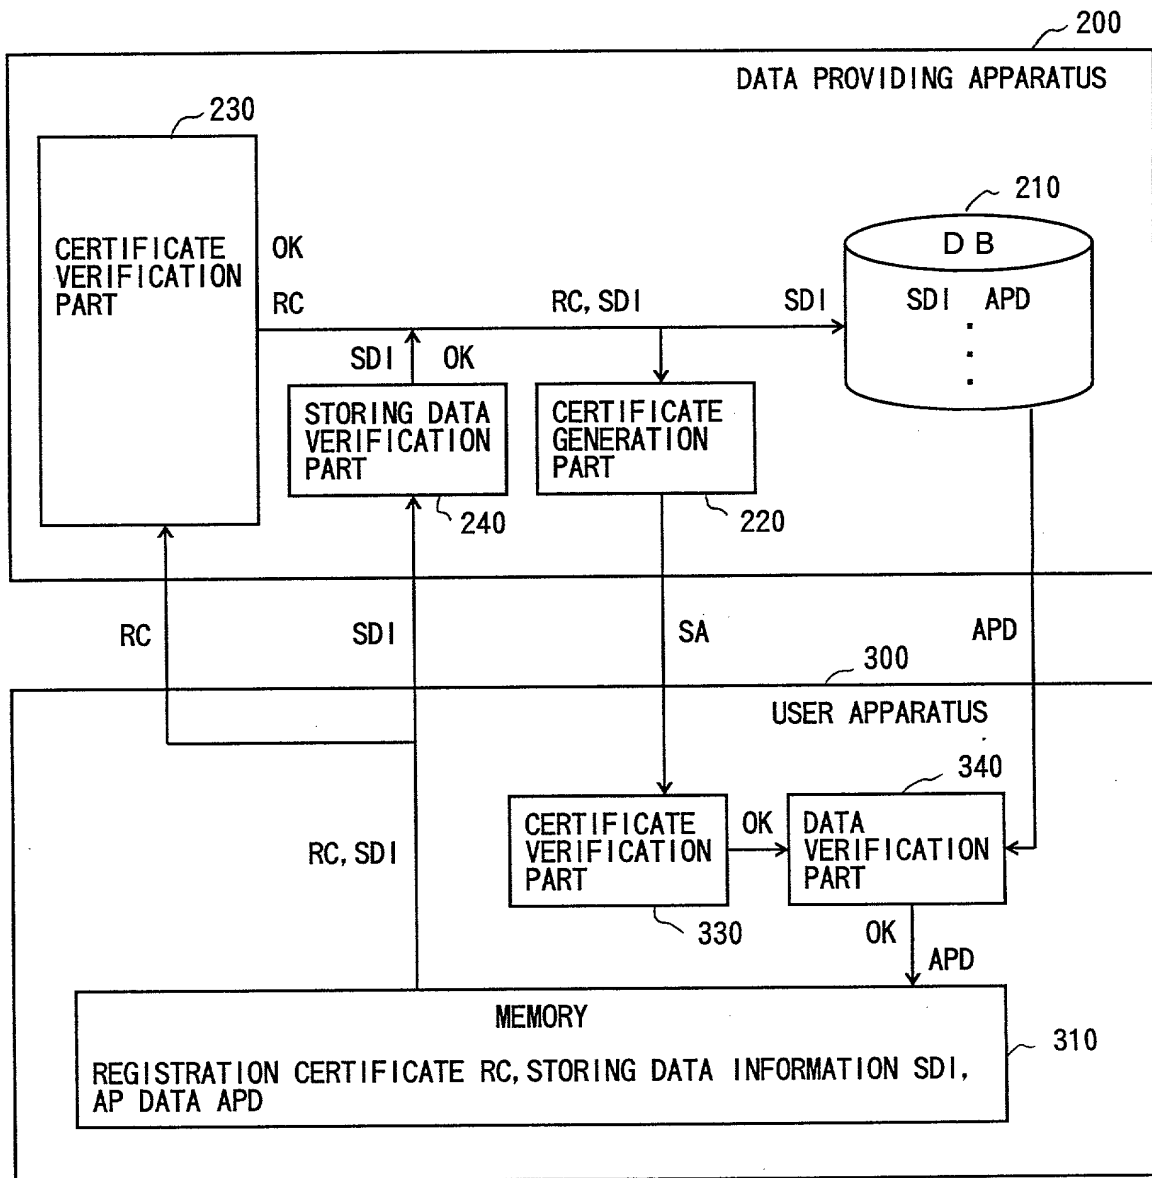 200
DATA PROVIDING APPARATUS
230
210
CERTIFICATE
VERIFICATION
PART
OK
RC
RC, SDI
SDI
DB
SDI APD
SDI OK
STORING DATA
VERIFICATION
PART
CERTIFICATE
GENERATION
PART
240
220
RC
SDI
SA
APD
300
USER APPARATUS
340
RC, SDI
CERTIFICATE
VERIFICATION
PART
OK
DATA
VERIFICATION
PART
330
OK
APD
MEMORY
310
REGISTRATION CERTIFICATE RC, STORING DATA INFORMATION SDI,
AP DATA APD